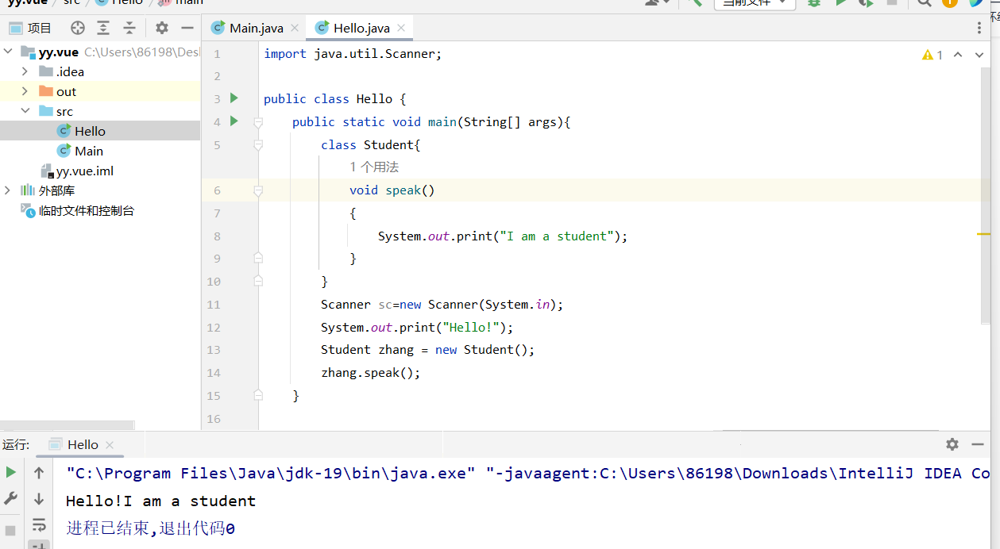 yy.vue src Hello main
当前文件
项目
Main.java
Hello.java
yy.vue C:\Users\86198\Des
.idea
out
src
Hello
Main
yy.vue.iml
外部库
临时文件和控制台
1
1 import java.util.Scanner;
2
3 public class Hello {
4 public static void main(String[] args){
5 class Student{
1 个用法
6 void speak()
7 {
8 System.out.print("I am a student");
9 }
10 }
11 Scanner sc=new Scanner(System.in);
12 System.out.print("Hello!");
13 Student zhang = new Student();
14 zhang.speak();
15 }
16
运行: Hello
"C:\Program Files\Java\jdk-19\bin\java.exe" "-javaagent:C:\Users\86198\Downloads\IntelliJ IDEA Co
Hello!I am a student
进程已结束,退出代码0